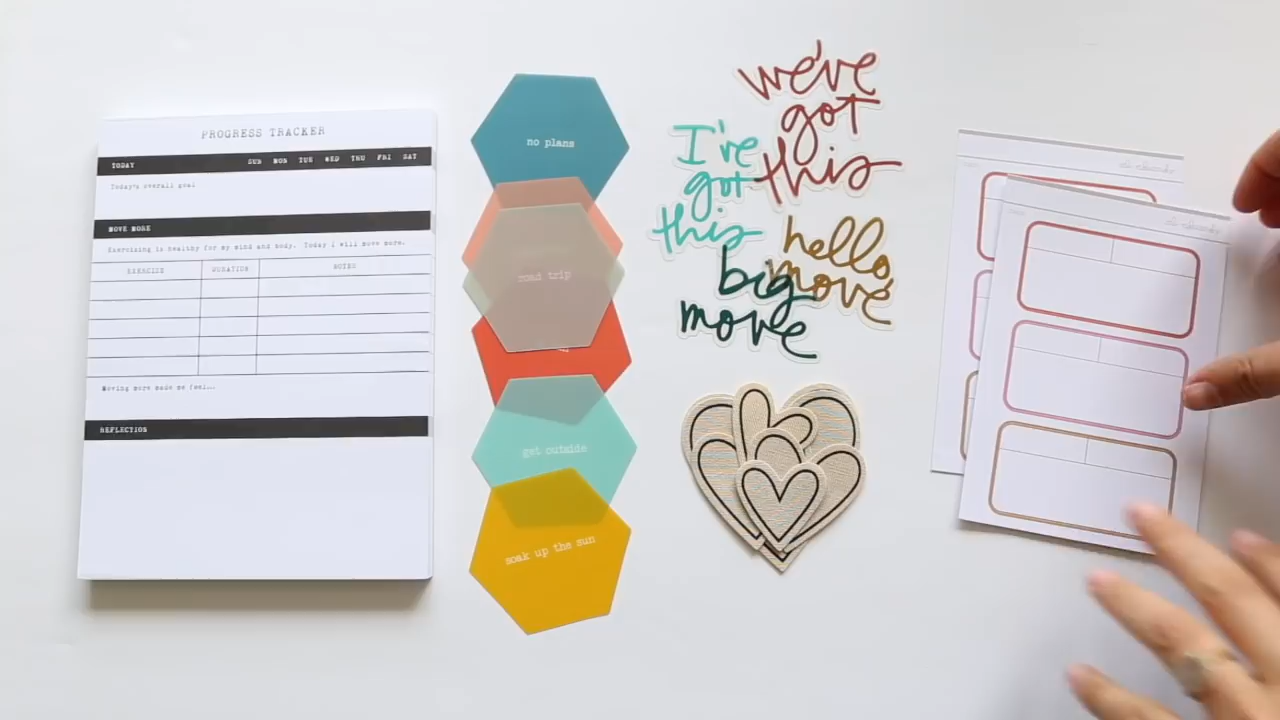 PROGRESS TRACKER
TODAY SUN MON TUE WED THU FRI SAT
Today's overall goal
MOVE MORE
Exercising is healthy for my mind and body. Today I will move more.
EXERCISE DURATION NOTES
Moving more made me feel...
REFLECTION
no plans
road trip
get outside
soak up the sun
we've
got
this
I've
got
this
hello
move
big
move